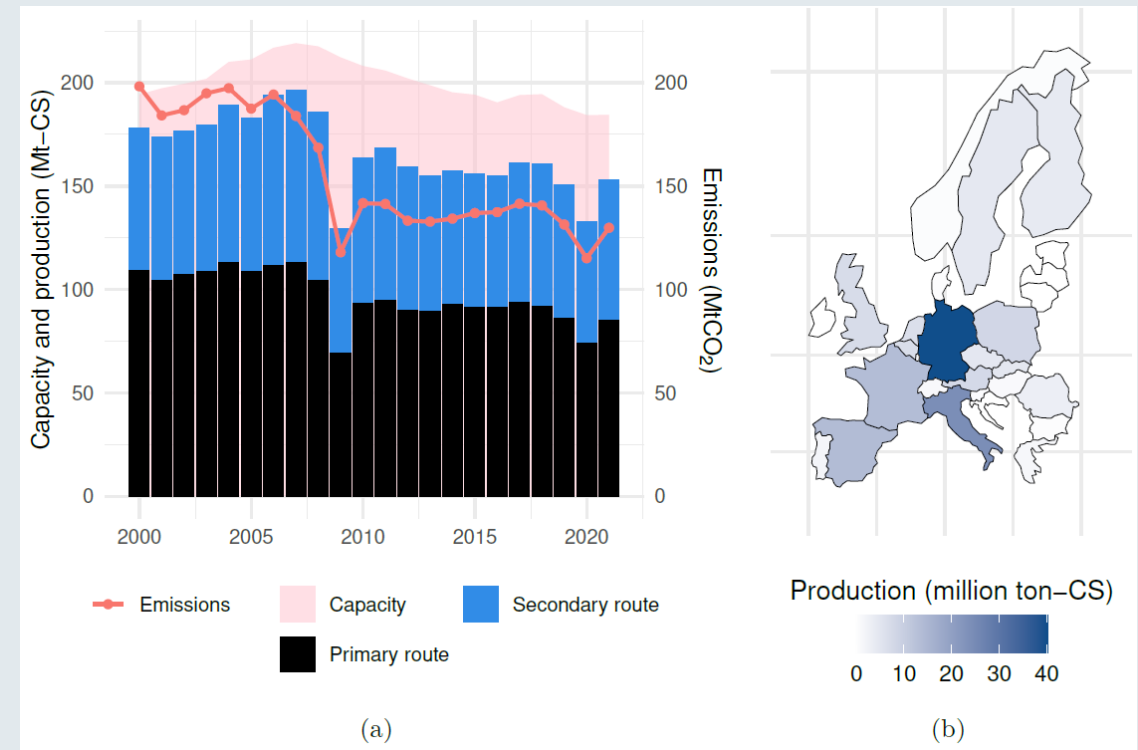 Capacity and production (Mt−CS)
200
150
100
50
0
200
150
100
50
0
Emissions (MtCO₂)
2000 2005 2010 2015 2020
Emissions Capacity Secondary route
Primary route
(a)
Production (million ton−CS)
0 10 20 30 40
(b)